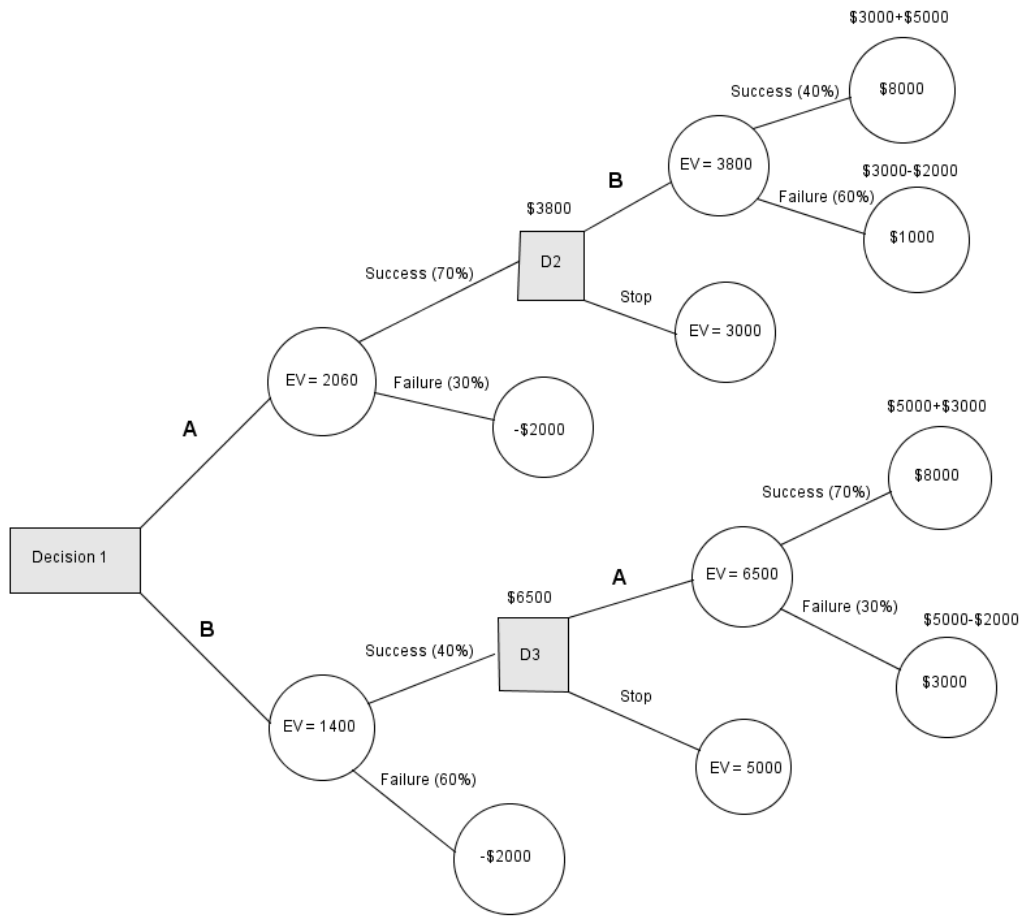 $3000+$5000
Success (40%)
$8000
EV = 3800
$3000-$2000
B
Failure (60%)
$3800
$1000
D2
Success (70%)
Stop
EV = 3000
EV = 2060
Failure (30%)
A
-$2000
$5000+$3000
$8000
Success (70%)
Decision 1
A
EV = 6500
$6500
Failure (30%)
$5000-$2000
B
Success (40%)
D3
$3000
Stop
EV = 1400
EV = 5000
Failure (60%)
-$2000